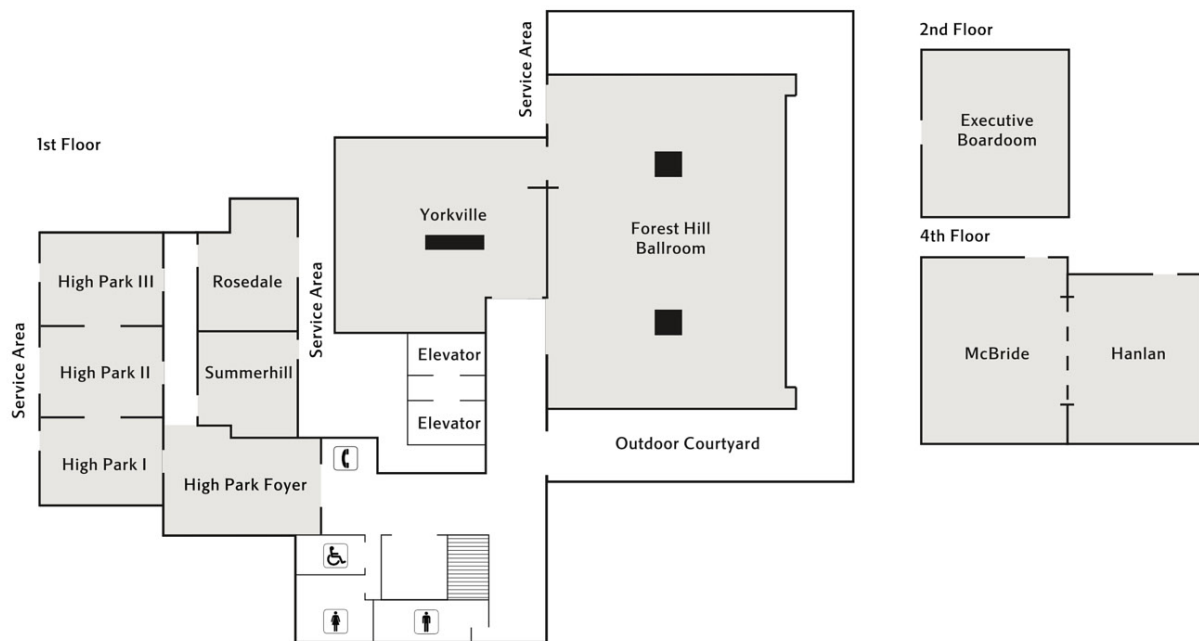 1st Floor
Service Area
High Park III
High Park II
High Park I
High Park Foyer
Rosedale
Summerhill
Service Area
Yorkville
Elevator
Elevator
Service Area
Forest Hill
Ballroom
Outdoor Courtyard
2nd Floor
Executive
Boardoom
4th Floor
McBride
Hanlan